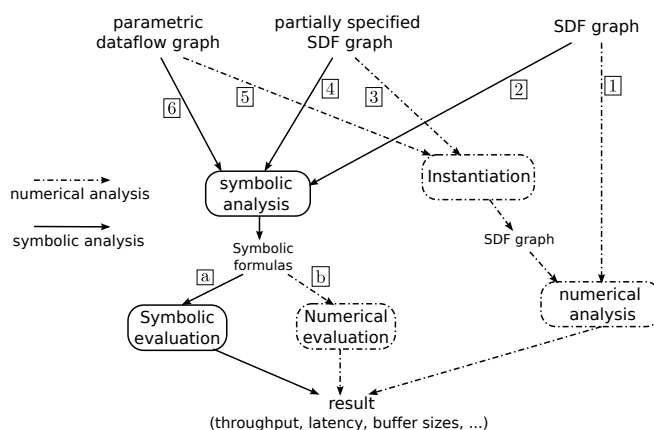 parametric
dataflow graph
partially specified
SDF graph
SDF graph
6
5
4
3
2
1
numerical analysis
symbolic analysis
symbolic
analysis
Instantiation
Symbolic
formulas
SDF graph
a
b
Symbolic
evaluation
Numerical
evaluation
numerical
analysis
result
(throughput, latency, buffer sizes, ...)